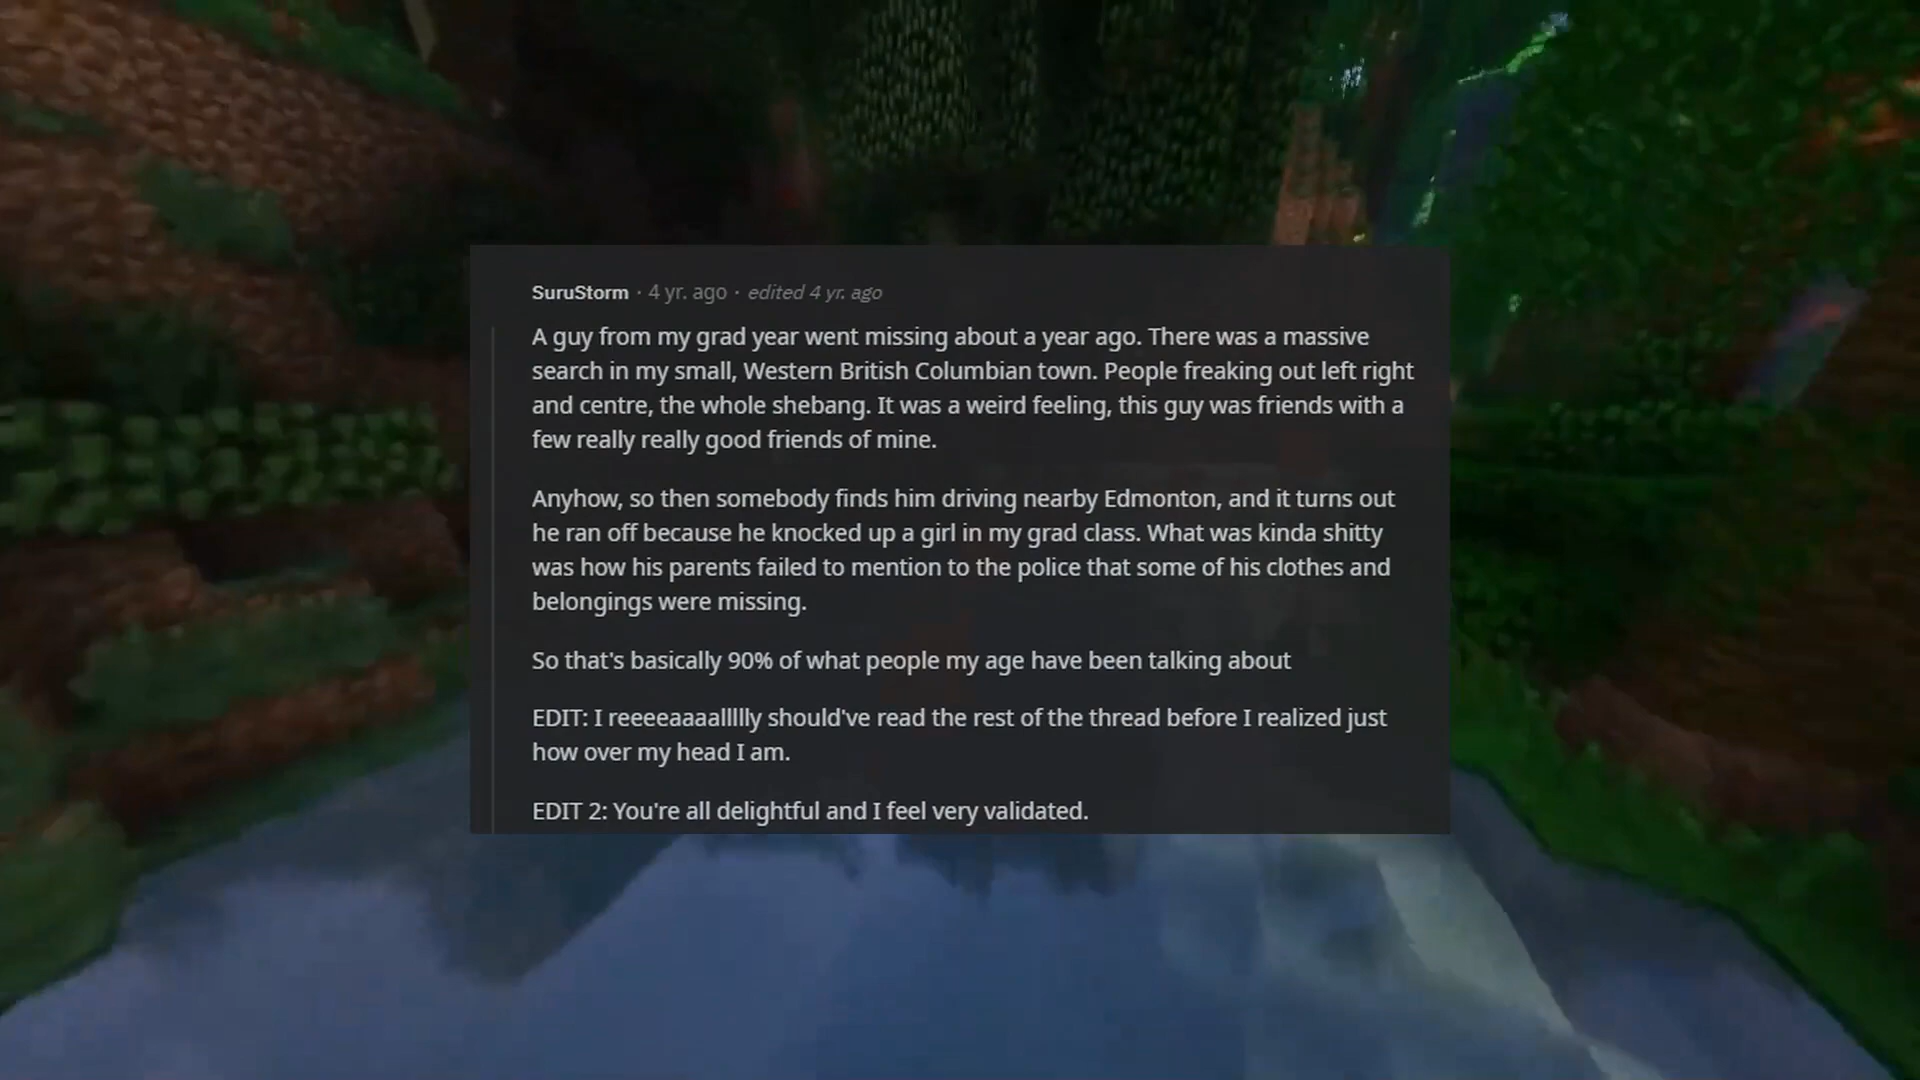 SuruStorm · 4 yr. ago · edited 4 yr. ago
A guy from my grad year went missing about a year ago. There was a massive
search in my small, Western British Columbian town. People freaking out left right
and centre, the whole shebang. It was a weird feeling, this guy was friends with a
few really really good friends of mine.
Anyhow, so then somebody finds him driving nearby Edmonton, and it turns out
he ran off because he knocked up a girl in my grad class. What was kinda shitty
was how his parents failed to mention to the police that some of his clothes and
belongings were missing.
So that's basically 90% of what people my age have been talking about
EDIT: I reeeeaaaallllly should've read the rest of the thread before I realized just
how over my head I am.
EDIT 2: You're all delightful and I feel very validated.